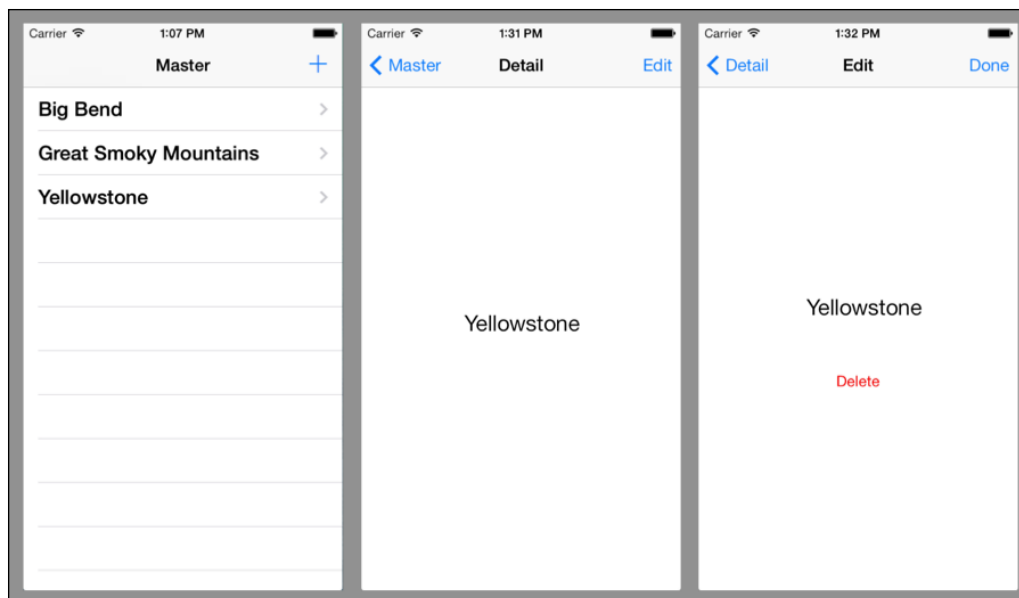 Carrier 1:07 PM
Master +
Big Bend
Great Smoky Mountains
Yellowstone
Carrier 1:31 PM
Master Detail Edit
Yellowstone
Carrier 1:32 PM
Detail Edit Done
Yellowstone
Delete